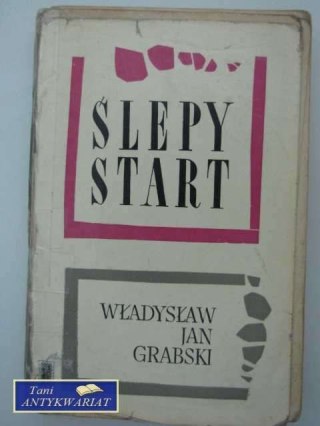 ŚLEPY
START
WŁADYSŁAW
JAN
GRABSKI
Tani
ANTYKWARIAT